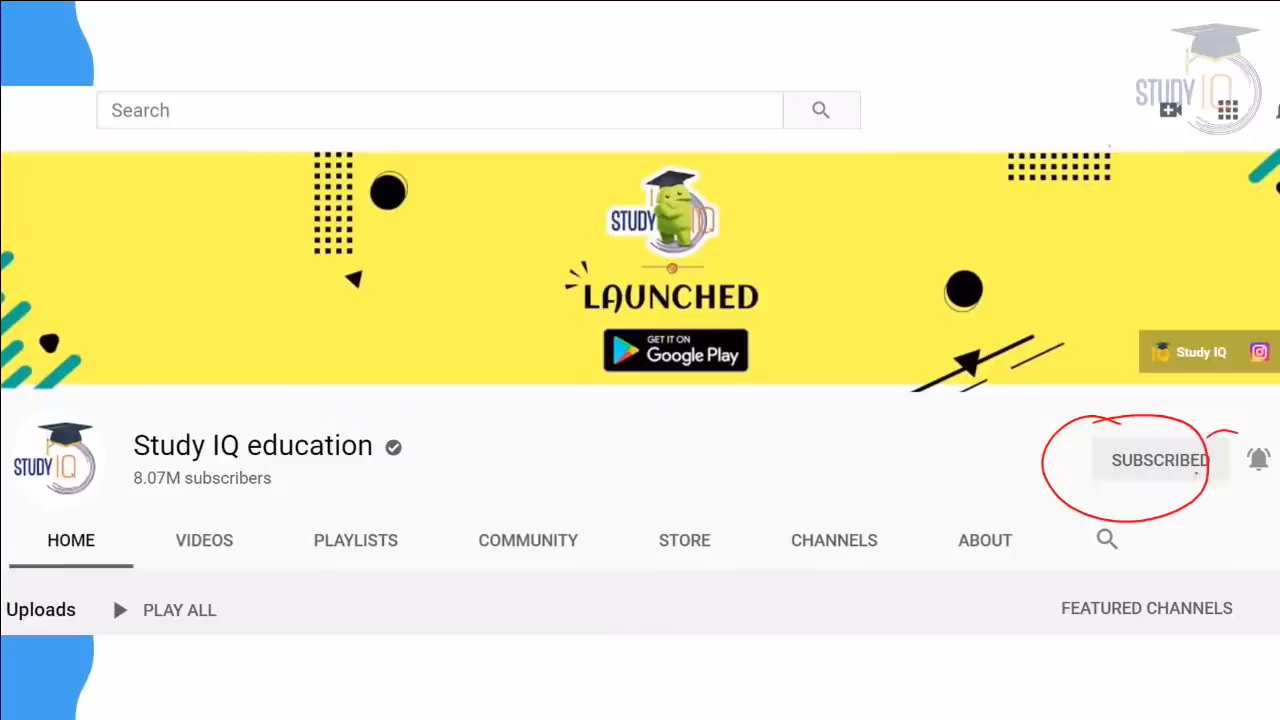 STUDY IQ
Search
STUDY IQ
LAUNCHED
GET IT ON
Google Play
Study IQ
STUDY IQ
Study IQ education
8.07M subscribers
SUBSCRIBED
HOME
VIDEOS
PLAYLISTS
COMMUNITY
STORE
CHANNELS
ABOUT
Uploads
PLAY ALL
FEATURED CHANNELS